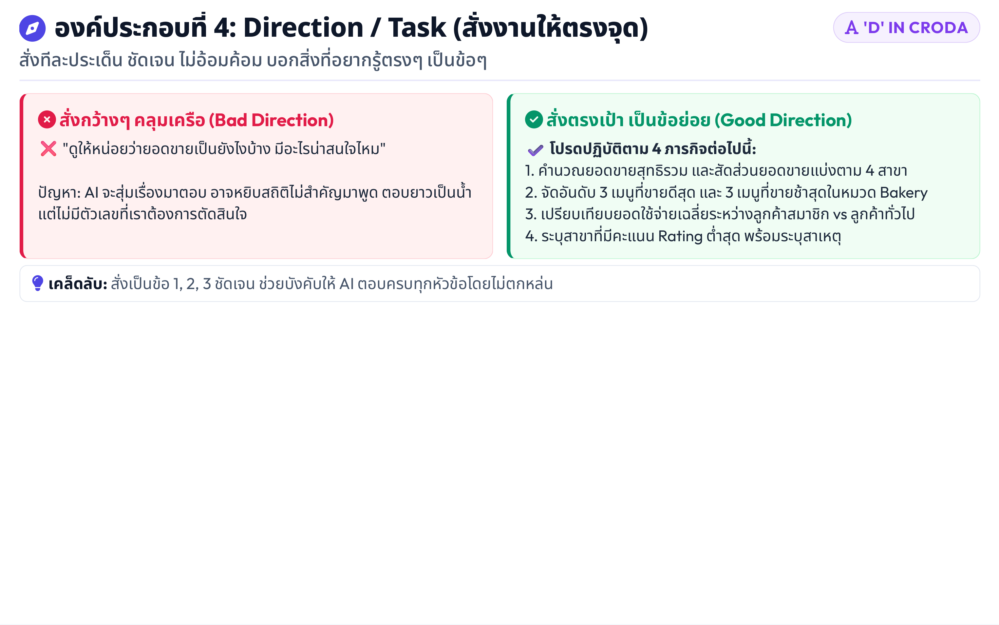 องค์ประกอบที่ 4: Direction / Task (สั่งงานให้ตรงจุด)
'D' IN CRODA
สั่งทีละประเด็น ชัดเจน ไม่อ้อมค้อม บอกสิ่งที่อยากรู้ตรงๆ เป็นข้อๆ
สั่งกว้างๆ คลุมเครือ (Bad Direction)
❌ "ดูให้หน่อยว่ายอดขายเป็นยังไงบ้าง มีอะไรน่าสนใจไหม"
ปัญหา: AI จะสุ่มเรื่องมาตอบ อาจหยิบสถิติไม่สำคัญมาพูด ตอบยาวเป็นน้ำ
แต่ไม่มีตัวเลขที่เราต้องการตัดสินใจ
สั่งตรงเป้า เป็นข้อย่อย (Good Direction)
✔️ โปรดปฏิบัติตาม 4 ภารกิจต่อไปนี้:
1. คำนวณยอดขายสุทธิรวม และสัดส่วนยอดขายแบ่งตาม 4 สาขา
2. จัดอันดับ 3 เมนูที่ขายดีสุด และ 3 เมนูที่ขายช้าสุดในหมวด Bakery
3. เปรียบเทียบยอดใช้จ่ายเฉลี่ยระหว่างลูกค้าสมาชิก vs ลูกค้าทั่วไป
4. ระบุสาขาที่มีคะแนน Rating ต่ำสุด พร้อมระบุสาเหตุ
เคล็ดลับ: สั่งเป็นข้อ 1, 2, 3 ชัดเจน ช่วยบังคับให้ AI ตอบครบทุกหัวข้อโดยไม่ตกหล่น